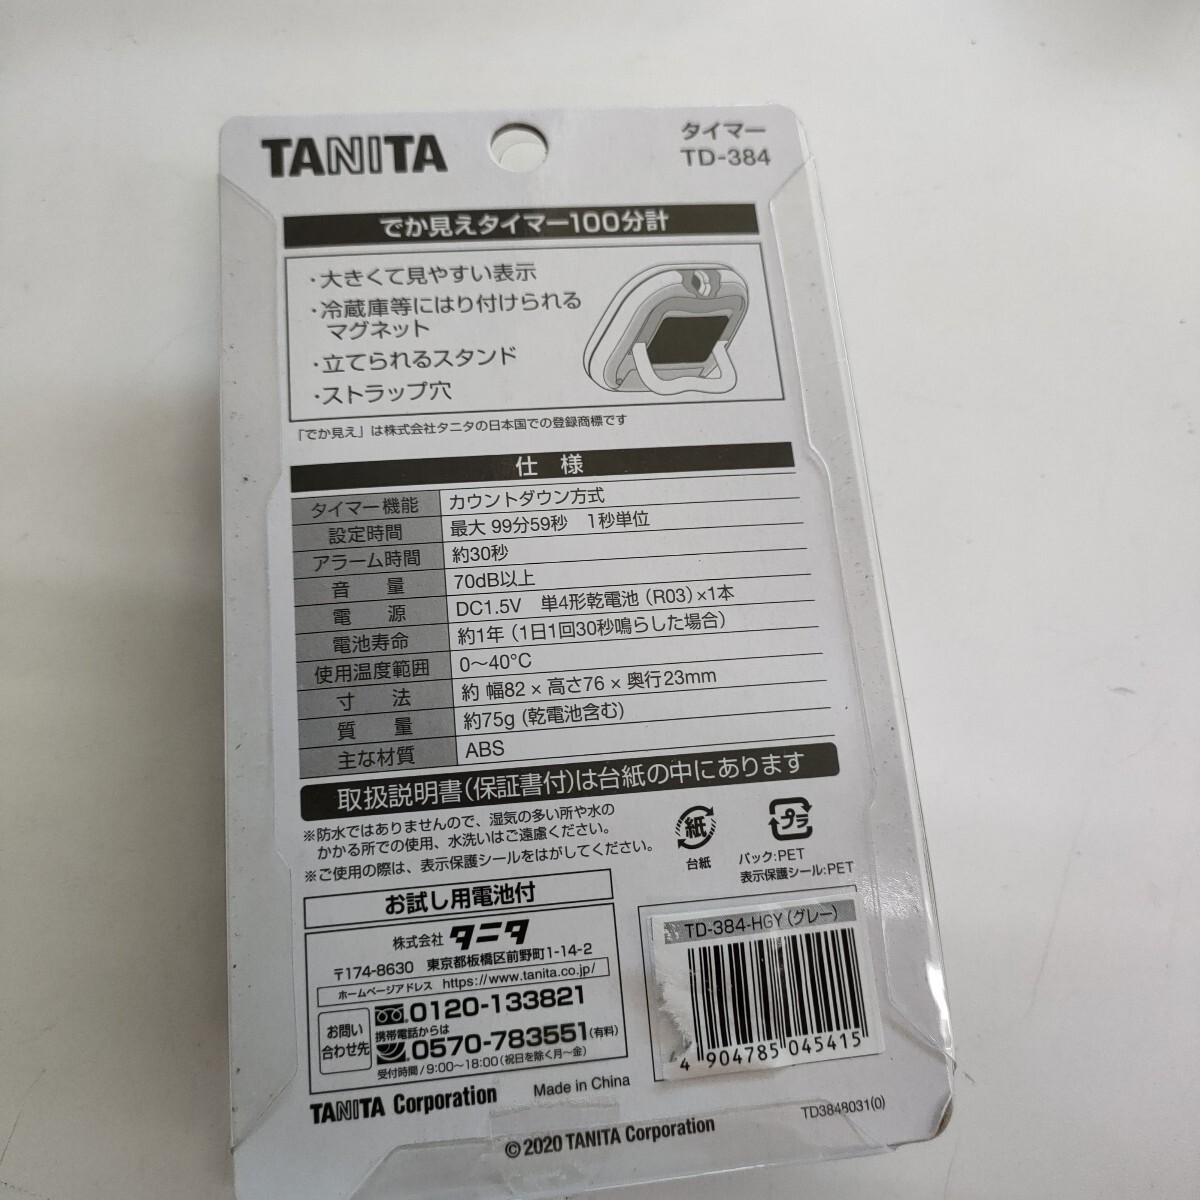 TANITA
タイマー
TD-384
でか見えタイマー100分計
・大きくて見やすい表示
・冷蔵庫等にはり付けられる
マグネット
・立てられるスタンド
・ストラップ穴
「でか見え」は株式会社タニタの日本国での登録商標です
仕 様
タイマー機能 カウントダウン方式
設定時間 最大 99分59秒 1秒単位
アラーム時間 約30秒
音 量 70dB以上
電 源 DC1.5V 単4形乾電池（R03）×1本
電池寿命 約1年（1日1回30秒鳴らした場合）
使用温度範囲 0～40℃
寸 法 約 幅82 × 高さ76 × 奥行23mm
質 量 約75g（乾電池含む）
主な材質 ABS
取扱説明書（保証書付）は台紙の中にあります
※防水ではありませんので、湿気の多い所や水の
かかる所での使用、水洗いはご遠慮ください。
※ご使用の際は、表示保護シールをはがしてください。
紙
台紙
プラ
パック:PET
表示保護シール:PET
お試し用電池付
株式会社 タニタ
〒174-8630 東京都板橋区前野町1-14-2
ホームページアドレス https://www.tanita.co.jp/
お問い
合わせ先
0120-133821
携帯電話からは
0570-783551（有料）
受付時間/9:00～18:00（祝日を除く月～金）
TD-384-HGY（グレー）
4 904785 045415
TANITA Corporation
Made in China
TD3848031(0)
© 2020 TANITA Corporation